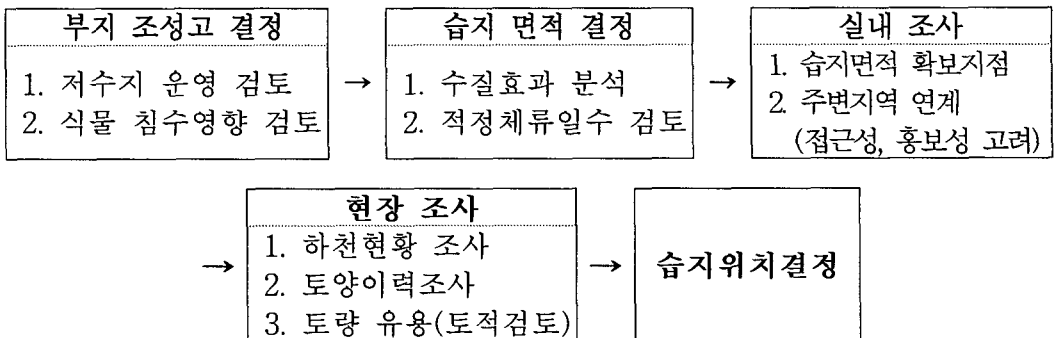 부지 조성고 결정
1. 저수지 운영 검토
2. 식물 침수영향 검토
→
습지 면적 결정
1. 수질효과 분석
2. 적정체류일수 검토
→
실내 조사
1. 습지면적 확보지점
2. 주변지역 연계
(접근성, 홍보성 고려)
→
현장 조사
1. 하천현황 조사
2. 토양이력조사
3. 토량 유용(토적검토)
→
습지위치결정